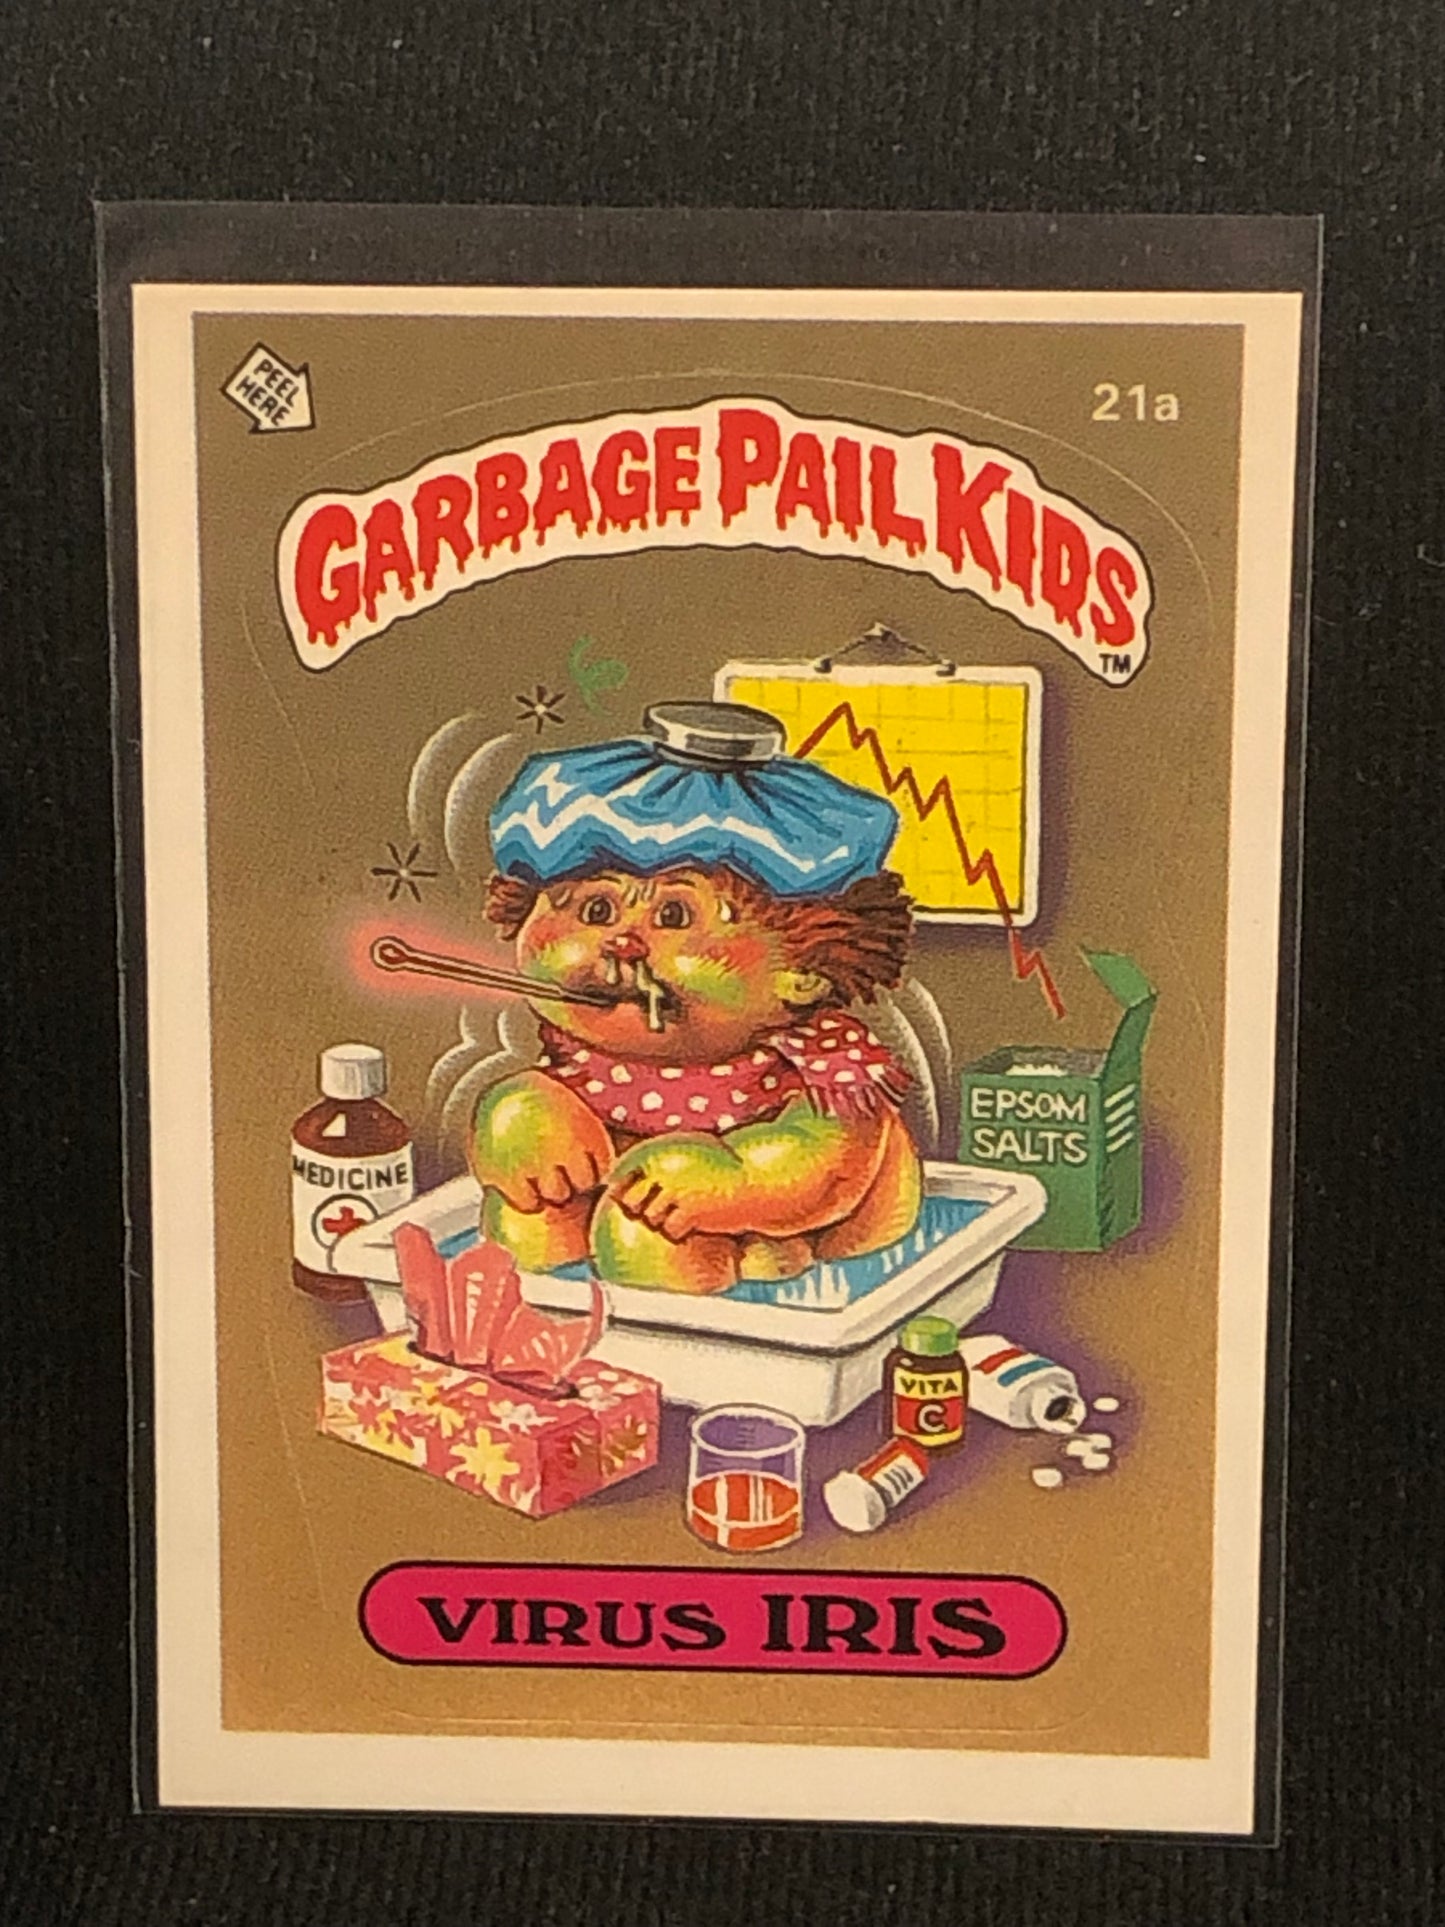 PEEL
HERE
21a
GARBAGE PAIL KIDS
TM
EPSOM
SALTS
MEDICINE
VITA
C
VIRUS IRIS